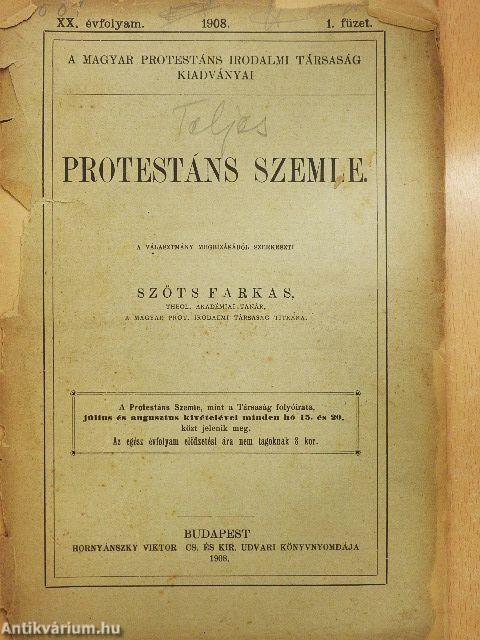 XX. évfolyam. 1908. 1. füzet.
A MAGYAR PROTESTÁNS IRODALMI TÁRSASÁG
KIADVÁNYAI
Teljes
PROTESTÁNS SZEMLE.
A VÁLASZTMÁNY MEGBIZÁSÁBÓL SZERKESZTI
SZŐTS FARKAS,
THEOL. AKADÉMIAI TANÁR,
A MAGYAR PROT. IRODALMI TÁRSASÁG TITKÁRA.
A Protestáns Szemle, mint a Társaság folyóirata,
július és augusztus kivételével minden hó 15. és 20.
közt jelenik meg.
Az egész évfolyam előfizetési ára nem tagoknak 8 kor.
BUDAPEST
HORNYÁNSZKY VIKTOR CS. ÉS KIR. UDVARI KÖNYVNYOMDÁJA
1908.
Antikvárium.hu